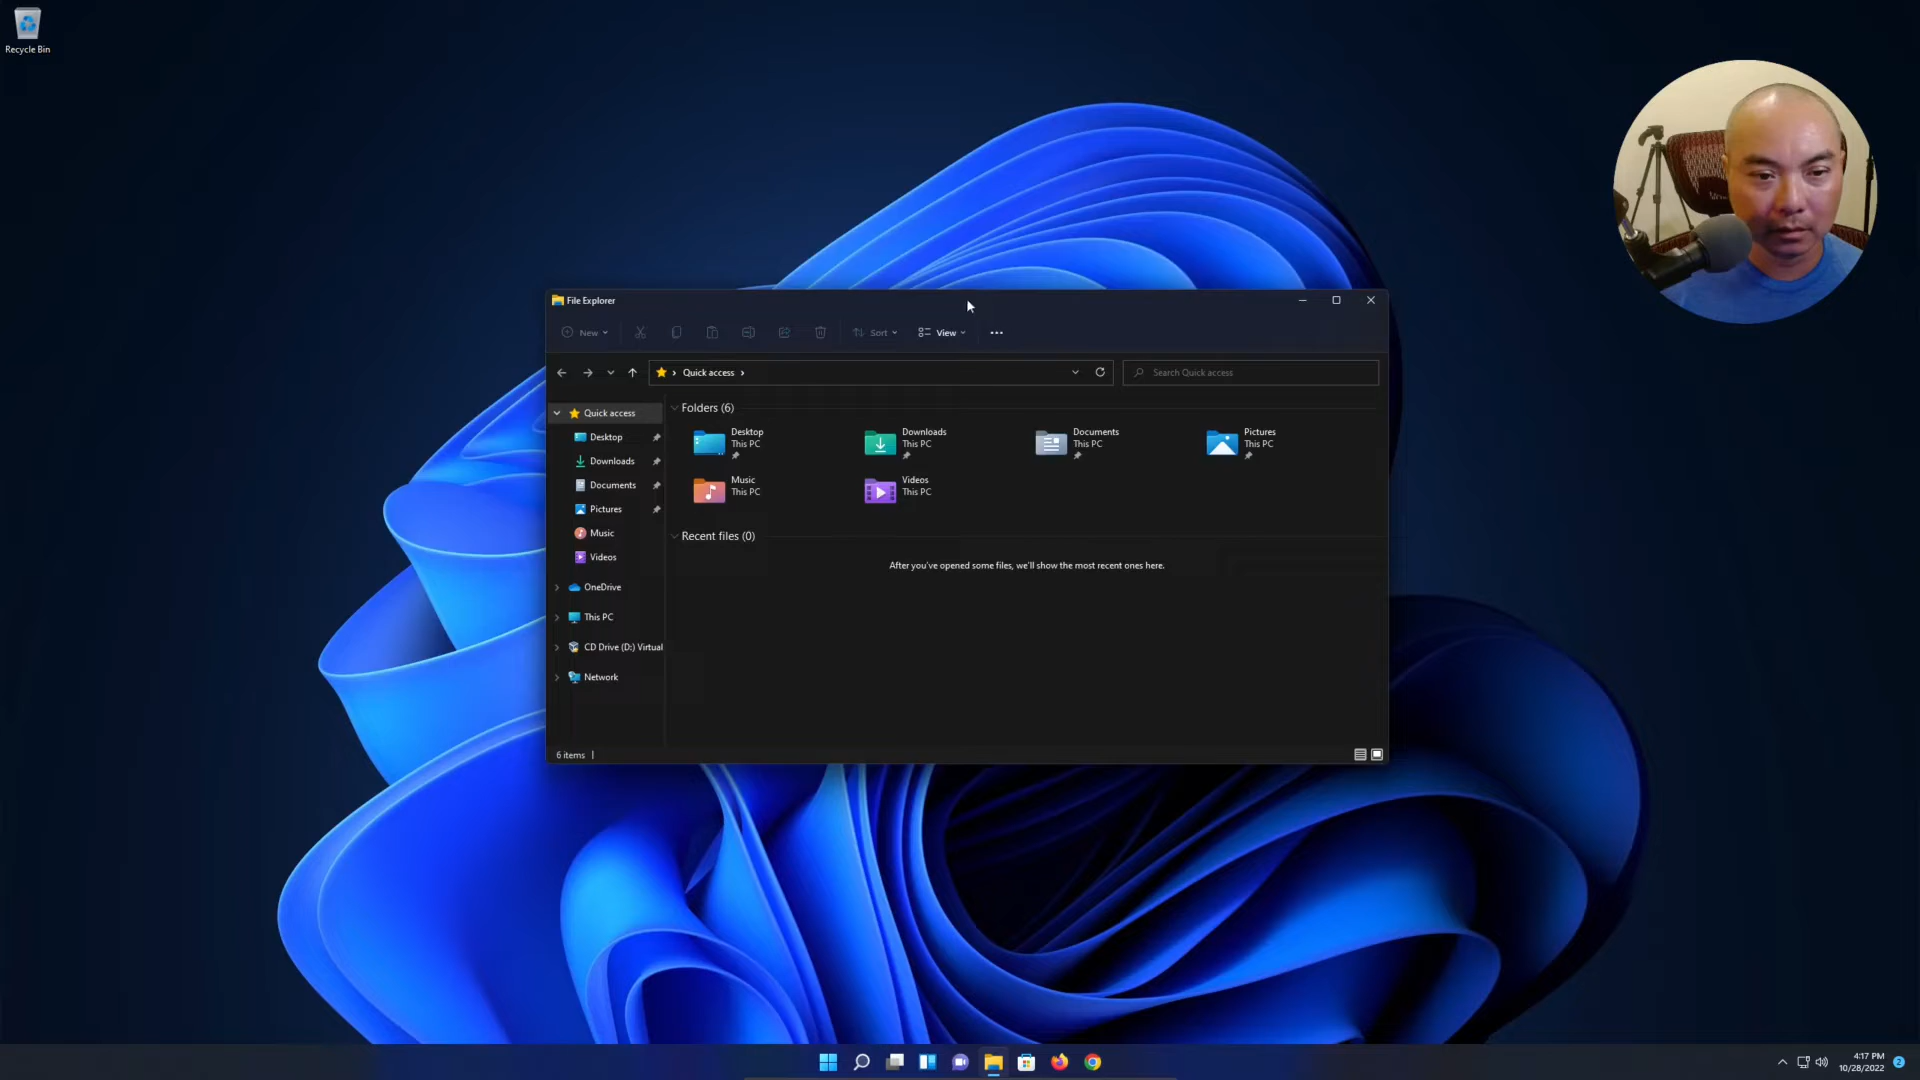 Recycle Bin
File Explorer
New
Sort
View
Quick access
Search Quick access
Quick access
Desktop
Downloads
Documents
Pictures
Music
Videos
OneDrive
This PC
CD Drive (D:) Virtual
Network
Folders (6)
Desktop
This PC
Downloads
This PC
Documents
This PC
Pictures
This PC
Music
This PC
Videos
This PC
Recent files (0)
After you've opened some files, we'll show the most recent ones here.
6 items
4:17 PM
10/28/2022
2